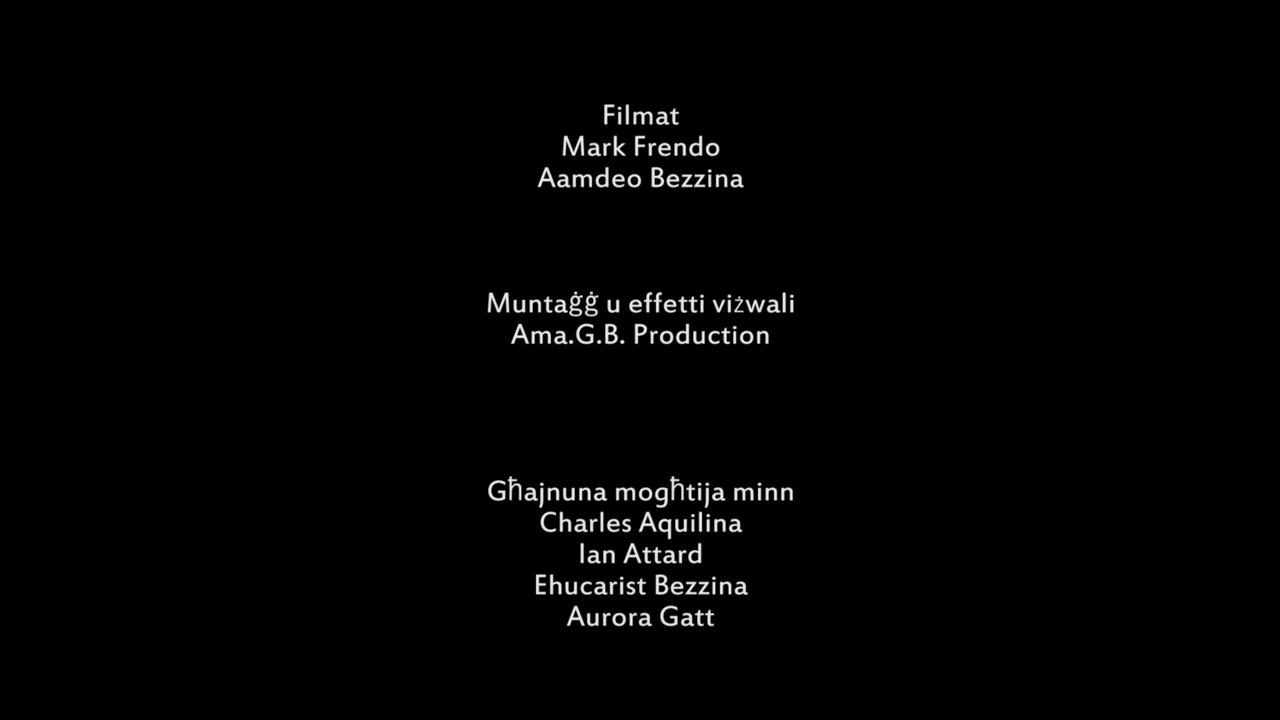 Filmat
Mark Frendo
Aamdeo Bezzina
Muntaġġ u effetti viżwali
Ama.G.B. Production
Għajnuna mogħtija minn
Charles Aquilina
Ian Attard
Ehucarist Bezzina
Aurora Gatt